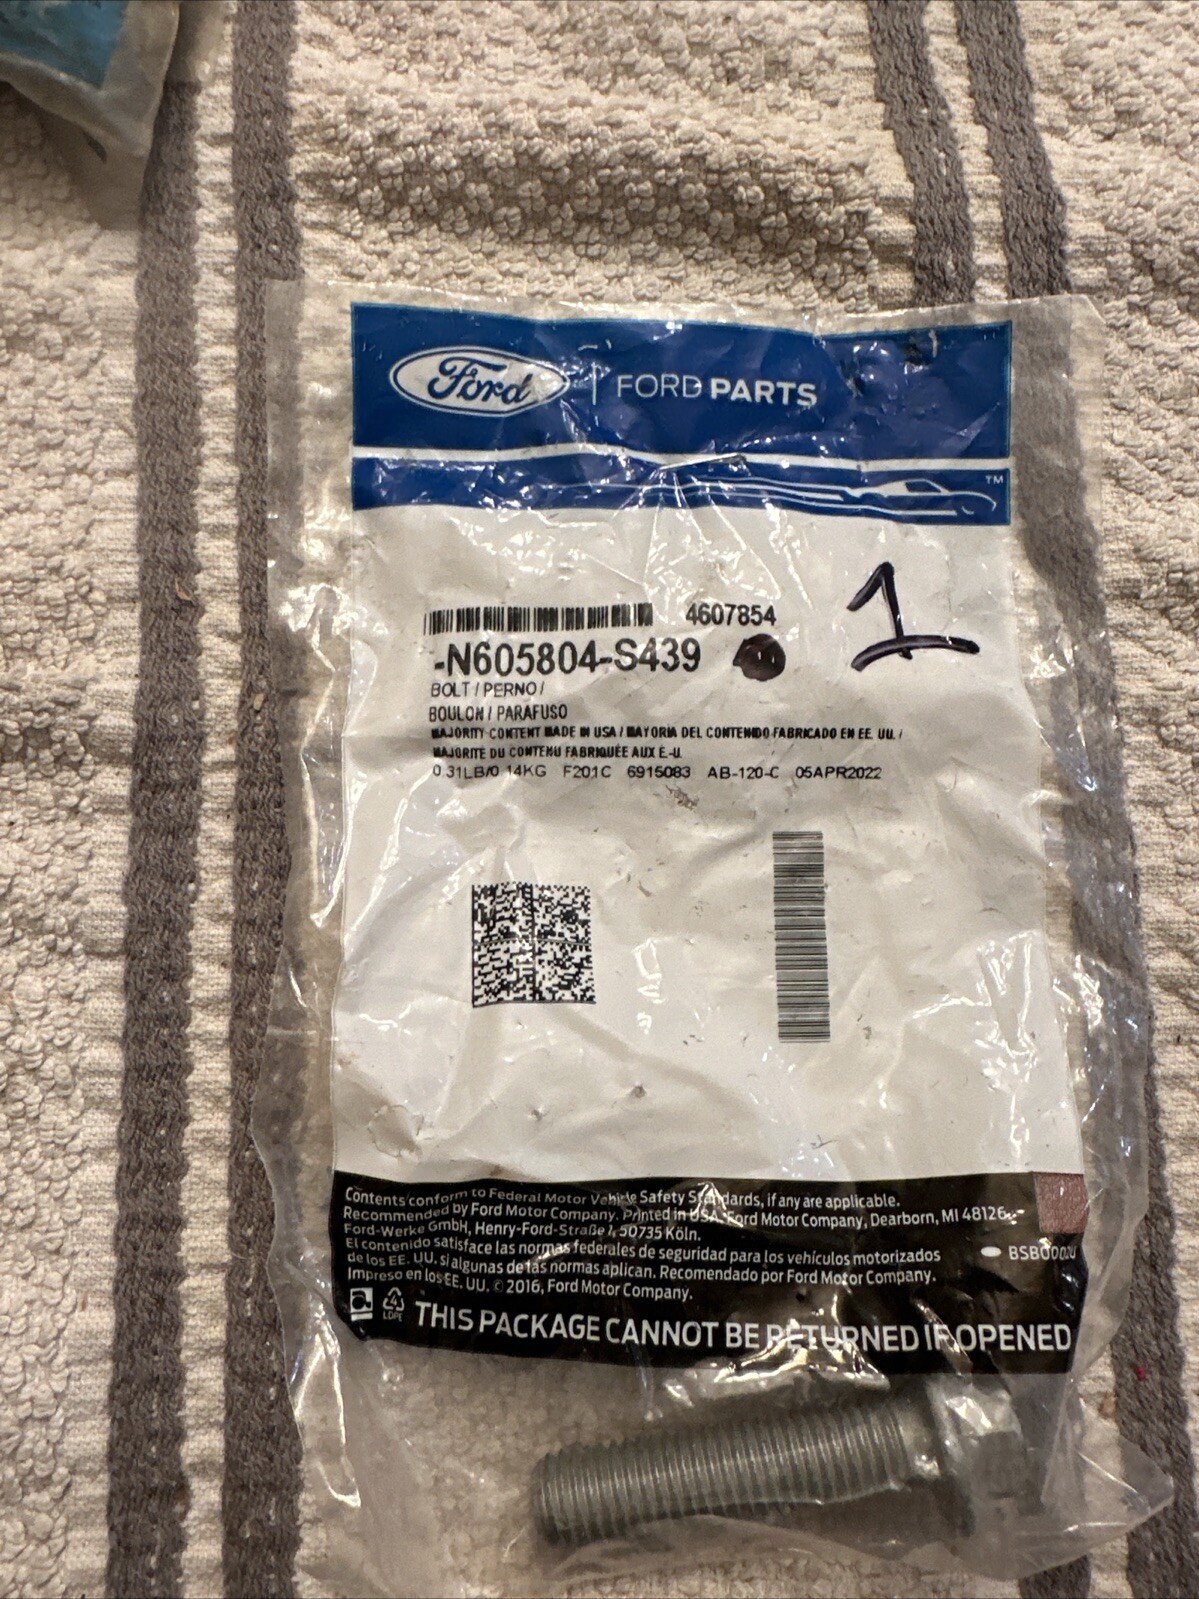 Ford | FORD PARTS
TM
4607854
1
-N605804-S439
BOLT / PERNO /
BOULON / PARAFUSO
MAJORITY CONTENT MADE IN USA / MAYORIA DEL CONTENIDO FABRICADO EN EE. UU. /
MAJORITE DU CONTENU FABRIQUÉE AUX É.-U.
0.31LB/0.14KG F201C 6915083 AB-120-C 05APR2022
Contents conform to Federal Motor Vehicle Safety Standards, if any are applicable.
Recommended by Ford Motor Company. Printed in USA. Ford Motor Company, Dearborn, MI 48126.
Ford-Werke GmbH, Henry-Ford-Straße 1, 50735 Köln.
El contenido satisface las normas federales de seguridad para los vehículos motorizados
de los EE. UU. si algunas de tas normas aplican. Recomendado por Ford Motor Company.
Impreso en los EE. UU. © 2016, Ford Motor Company.
4
LDPE
THIS PACKAGE CANNOT BE RETURNED IF OPENED